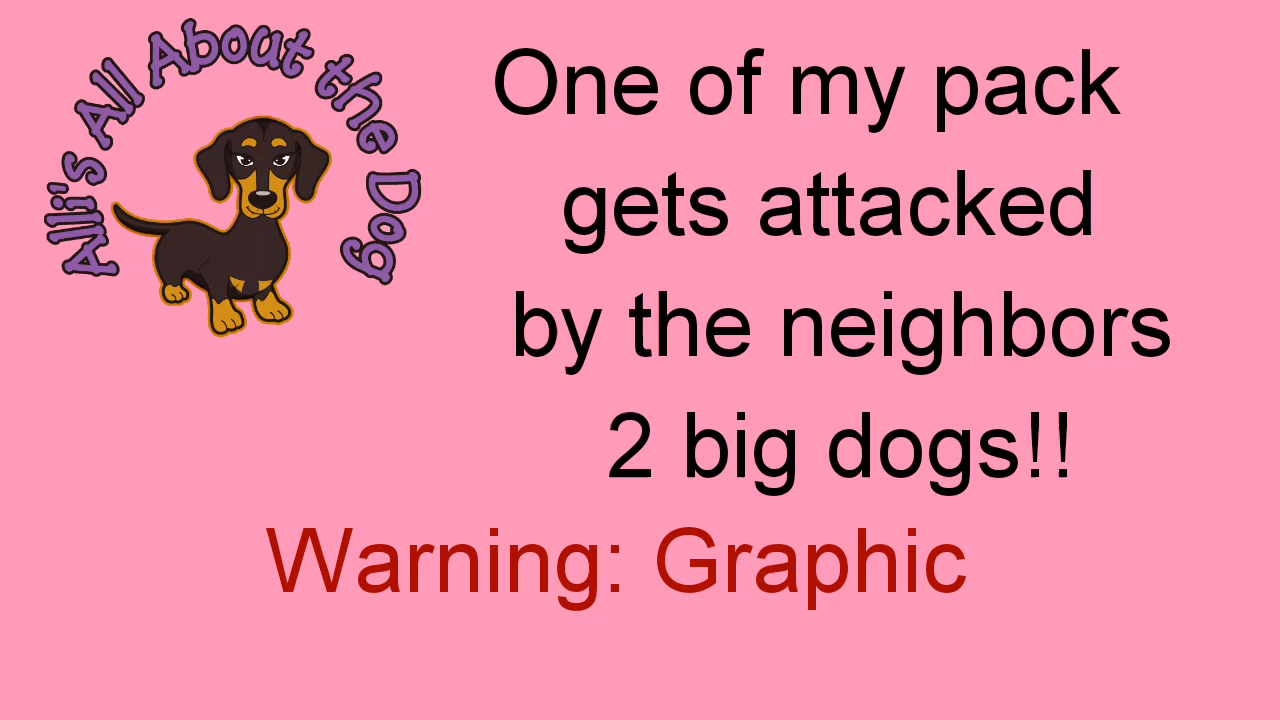 Alli's All About the Dog
One of my pack
gets attacked
by the neighbors
2 big dogs!!
Warning: Graphic